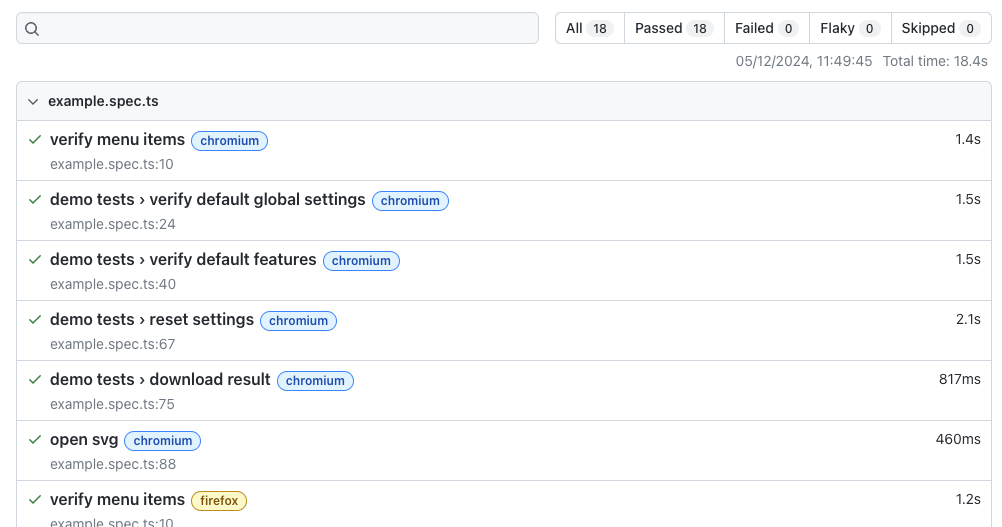 All 18 Passed 18 Failed 0 Flaky 0 Skipped 0
05/12/2024, 11:49:45 Total time: 18.4s
example.spec.ts
verify menu items chromium 1.4s
example.spec.ts:10
demo tests › verify default global settings chromium 1.5s
example.spec.ts:24
demo tests › verify default features chromium 1.5s
example.spec.ts:40
demo tests › reset settings chromium 2.1s
example.spec.ts:67
demo tests › download result chromium 817ms
example.spec.ts:75
open svg chromium 460ms
example.spec.ts:88
verify menu items firefox 1.2s
example.spec.ts:10